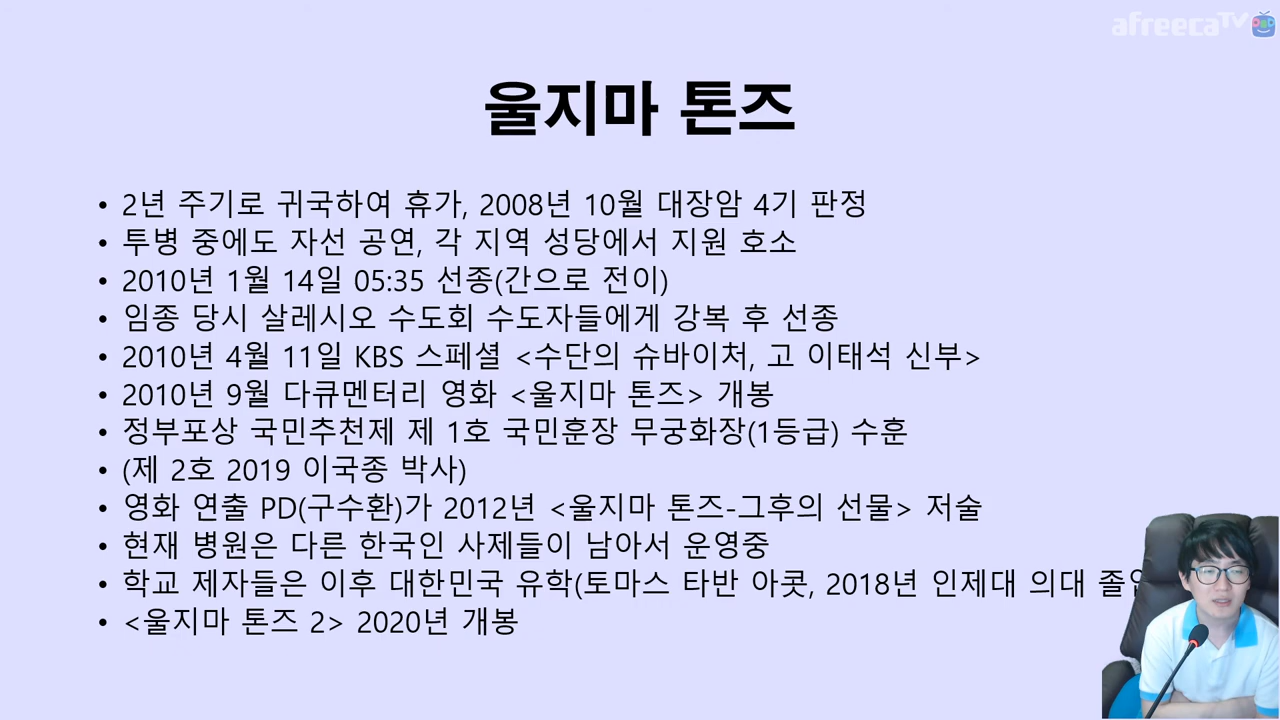 afreecaTV
울지마 톤즈
• 2년 주기로 귀국하여 휴가, 2008년 10월 대장암 4기 판정
• 투병 중에도 자선 공연, 각 지역 성당에서 지원 호소
• 2010년 1월 14일 05:35 선종(간으로 전이)
• 임종 당시 살레시오 수도회 수도자들에게 강복 후 선종
• 2010년 4월 11일 KBS 스페셜 <수단의 슈바이처, 고 이태석 신부>
• 2010년 9월 다큐멘터리 영화 <울지마 톤즈> 개봉
• 정부포상 국민추천제 제 1호 국민훈장 무궁화장(1등급) 수훈
• (제 2호 2019 이국종 박사)
• 영화 연출 PD(구수환)가 2012년 <울지마 톤즈-그후의 선물> 저술
• 현재 병원은 다른 한국인 사제들이 남아서 운영중
• 학교 제자들은 이후 대한민국 유학(토마스 타반 아콧, 2018년 인제대 의대
• <울지마 톤즈 2> 2020년 개봉